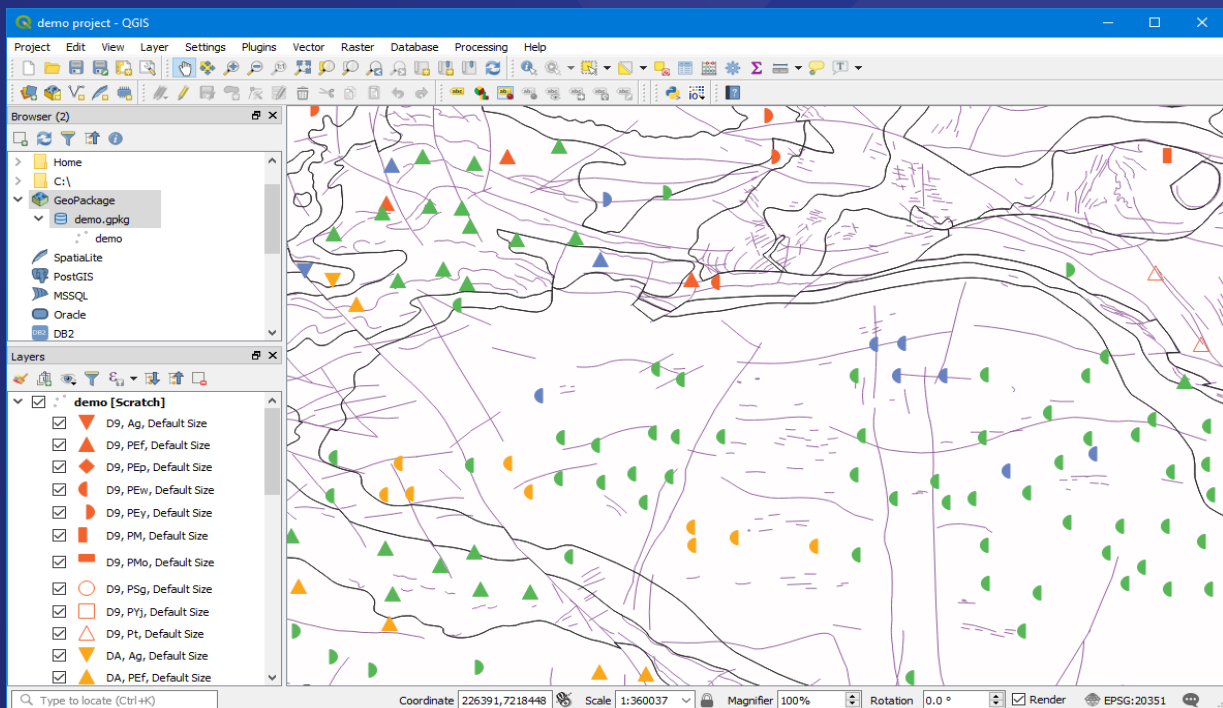 demo project - QGIS
Project Edit View Layer Settings Plugins Vector Raster Database Processing Help
Browser (2)
Home
C:\
GeoPackage
demo.gpkg
demo
SpatiaLite
PostGIS
MSSQL
Oracle
DB2 DB2
Layers
demo [Scratch]
D9, Ag, Default Size
D9, PEf, Default Size
D9, PEp, Default Size
D9, PEw, Default Size
D9, PEy, Default Size
D9, PM, Default Size
D9, PMo, Default Size
D9, PSg, Default Size
D9, PYj, Default Size
D9, Pt, Default Size
DA, Ag, Default Size
DA, PEf, Default Size
Type to locate (Ctrl+K) Coordinate 226391,7218448 Scale 1:360037 Magnifier 100% Rotation 0.0 ° Render EPSG:20351